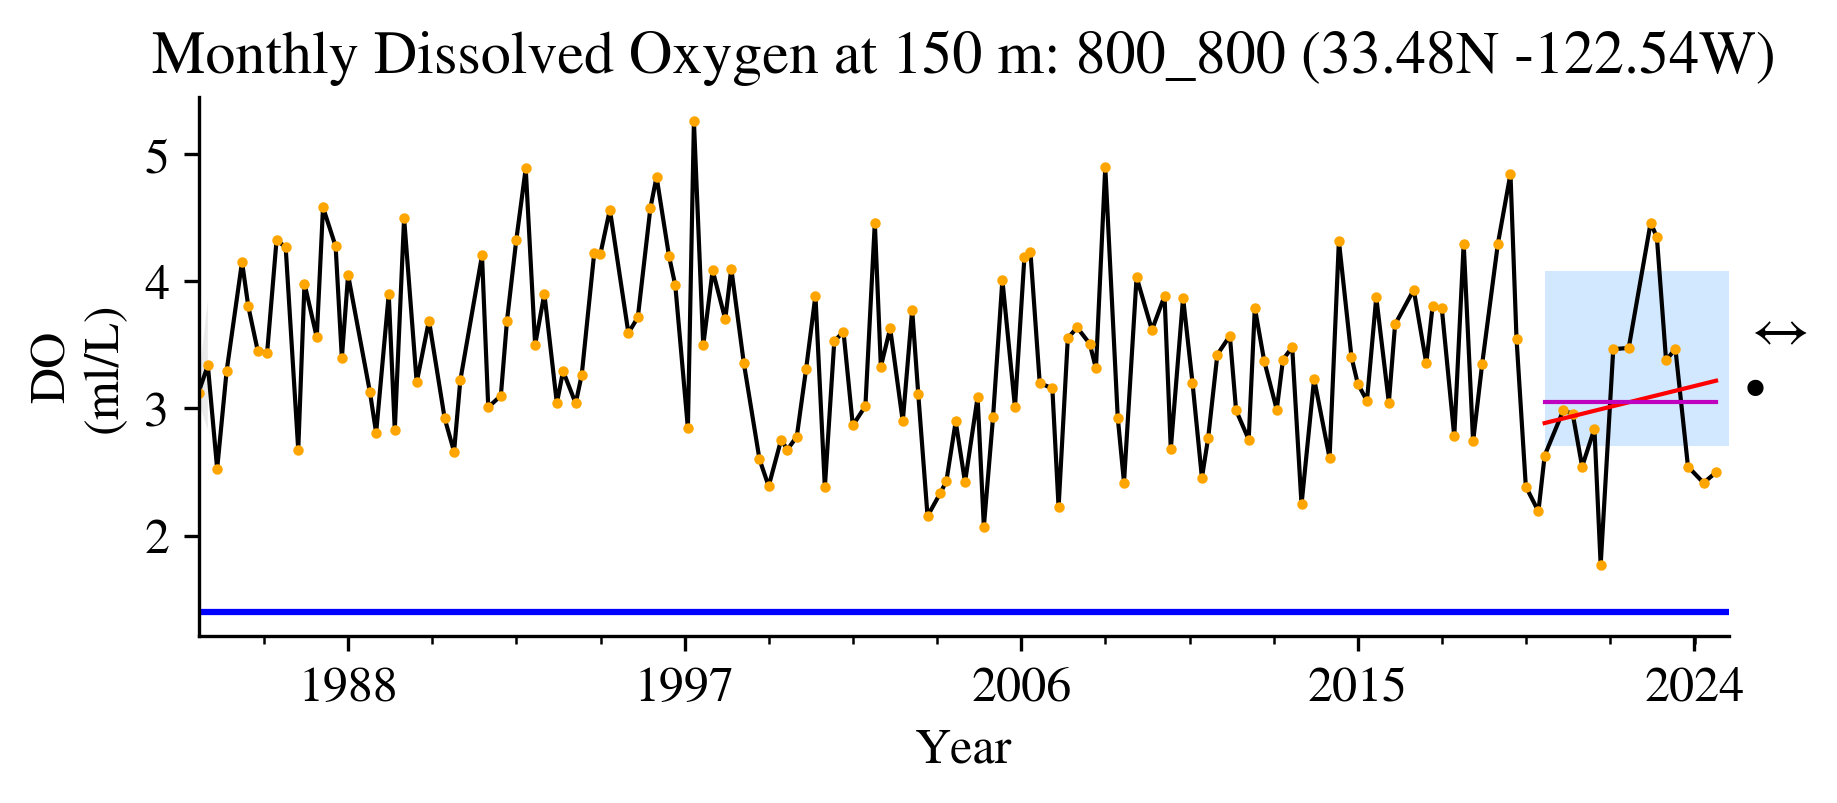 Monthly Dissolved Oxygen at 150 m: 800_800 (33.48N -122.54W)
DO
(ml/L)
5
4
3
2
1988 1997 2006 2015 2024
Year